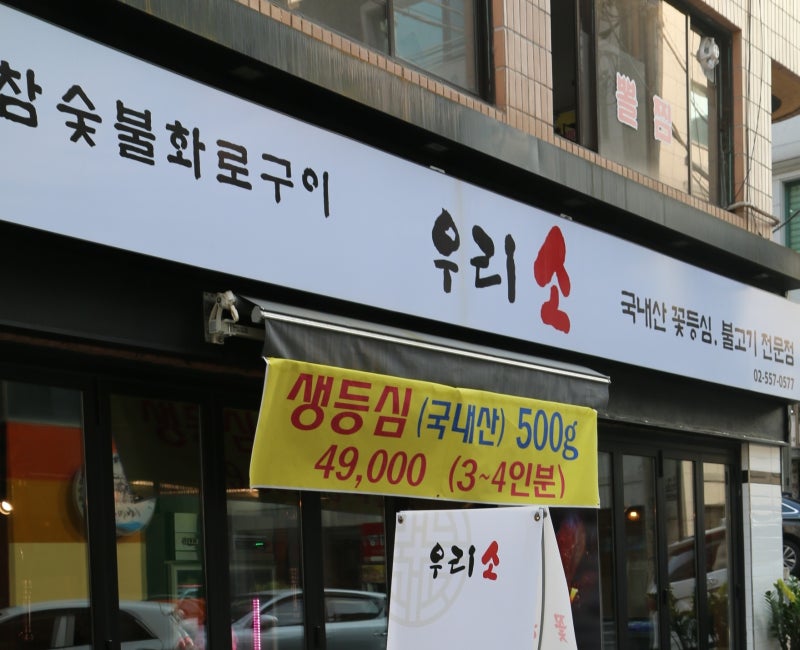 참숯불화로구이
우리소
국내산 꽃등심. 불고기 전문점
02-557-0577
생등심 (국내산) 500g
49,000 (3~4인분)
우리소